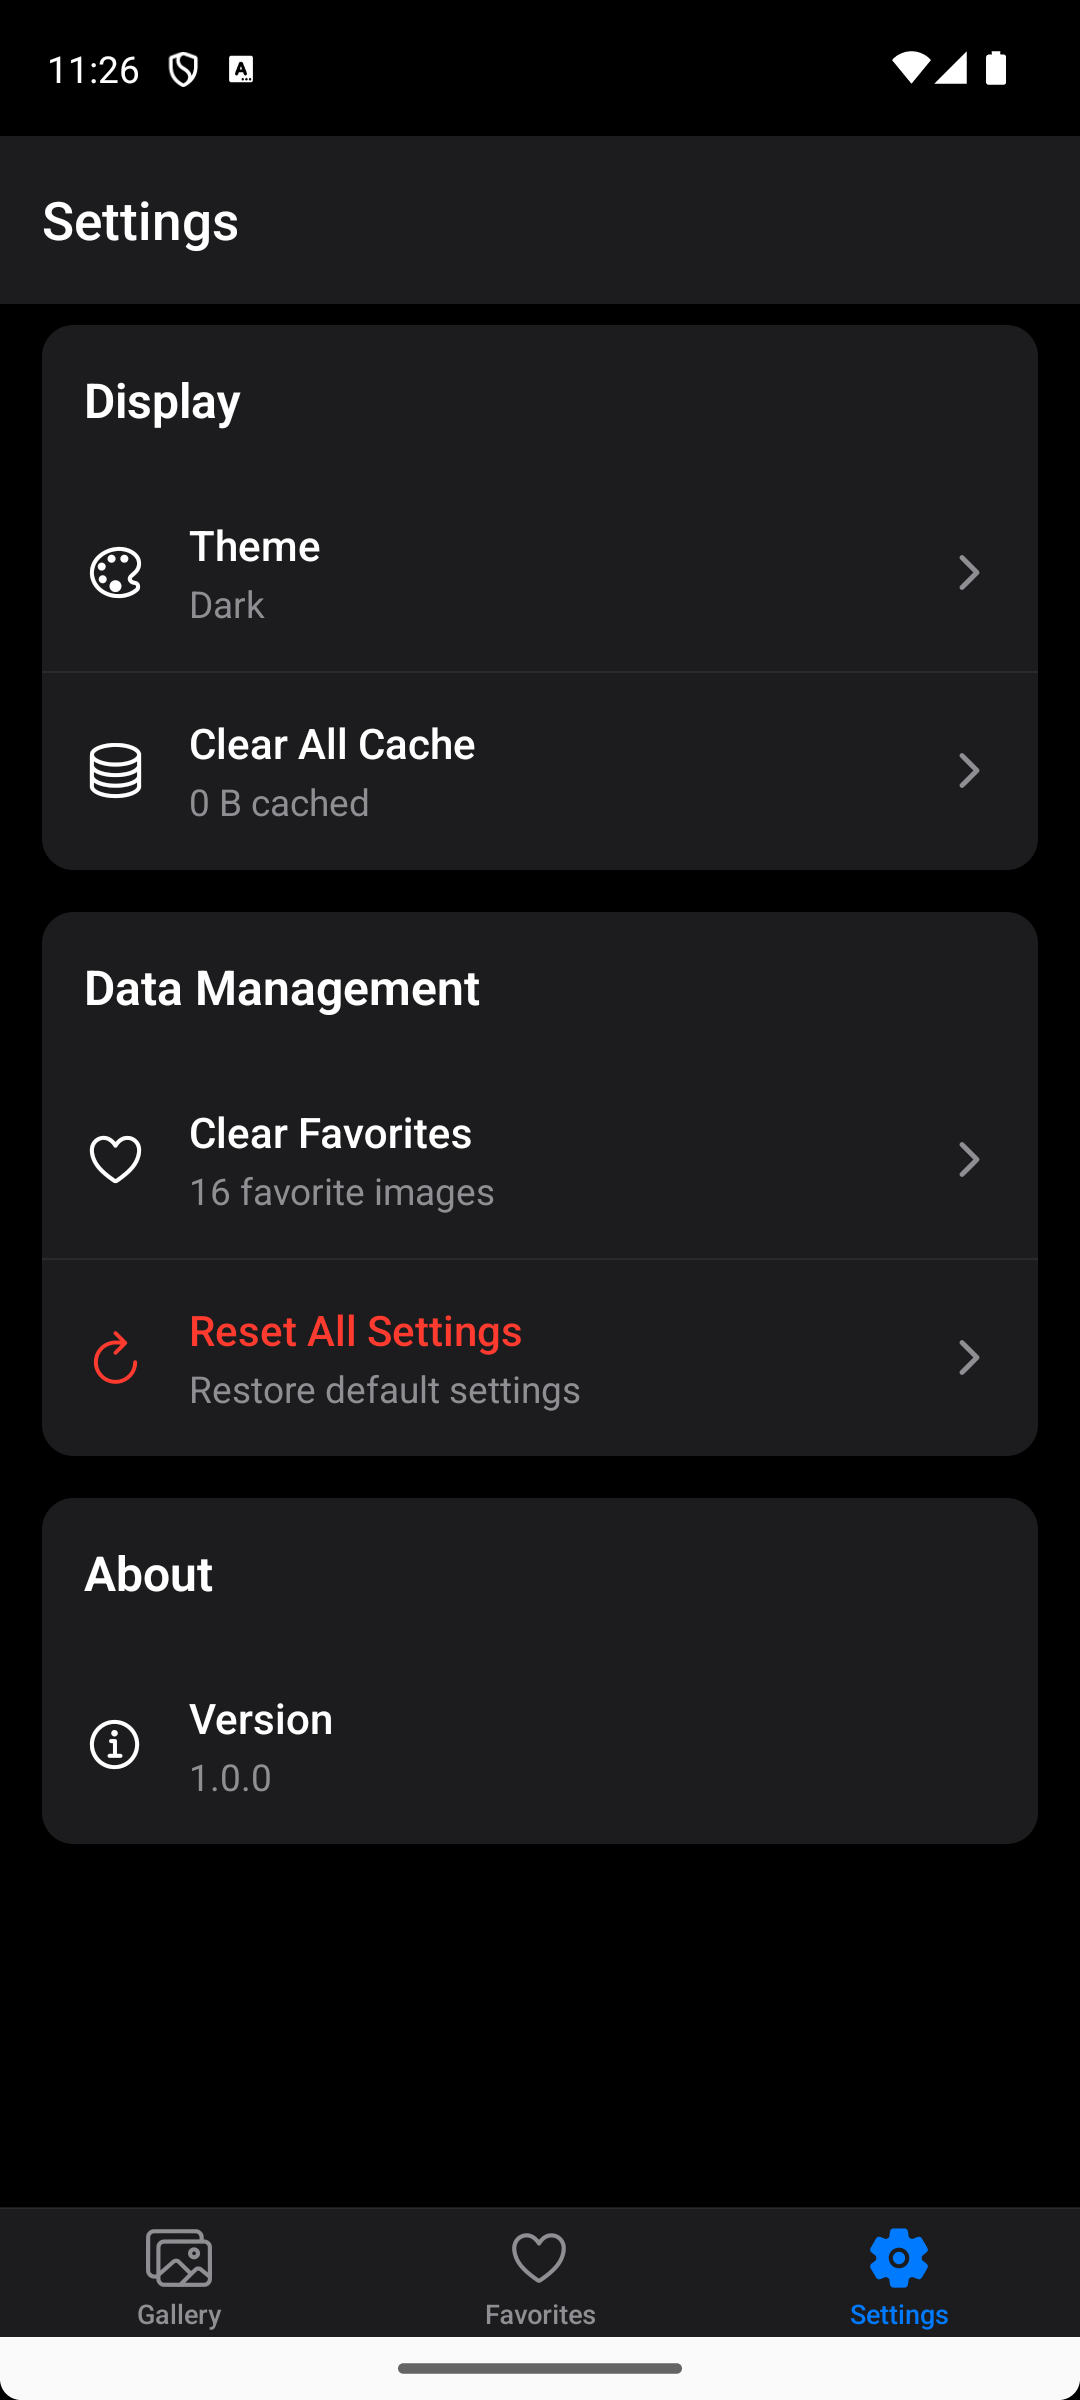 11:26
Settings
Display
Theme
Dark
Clear All Cache
0 B cached
Data Management
Clear Favorites
16 favorite images
Reset All Settings
Restore default settings
About
Version
1.0.0
Gallery
Favorites
Settings